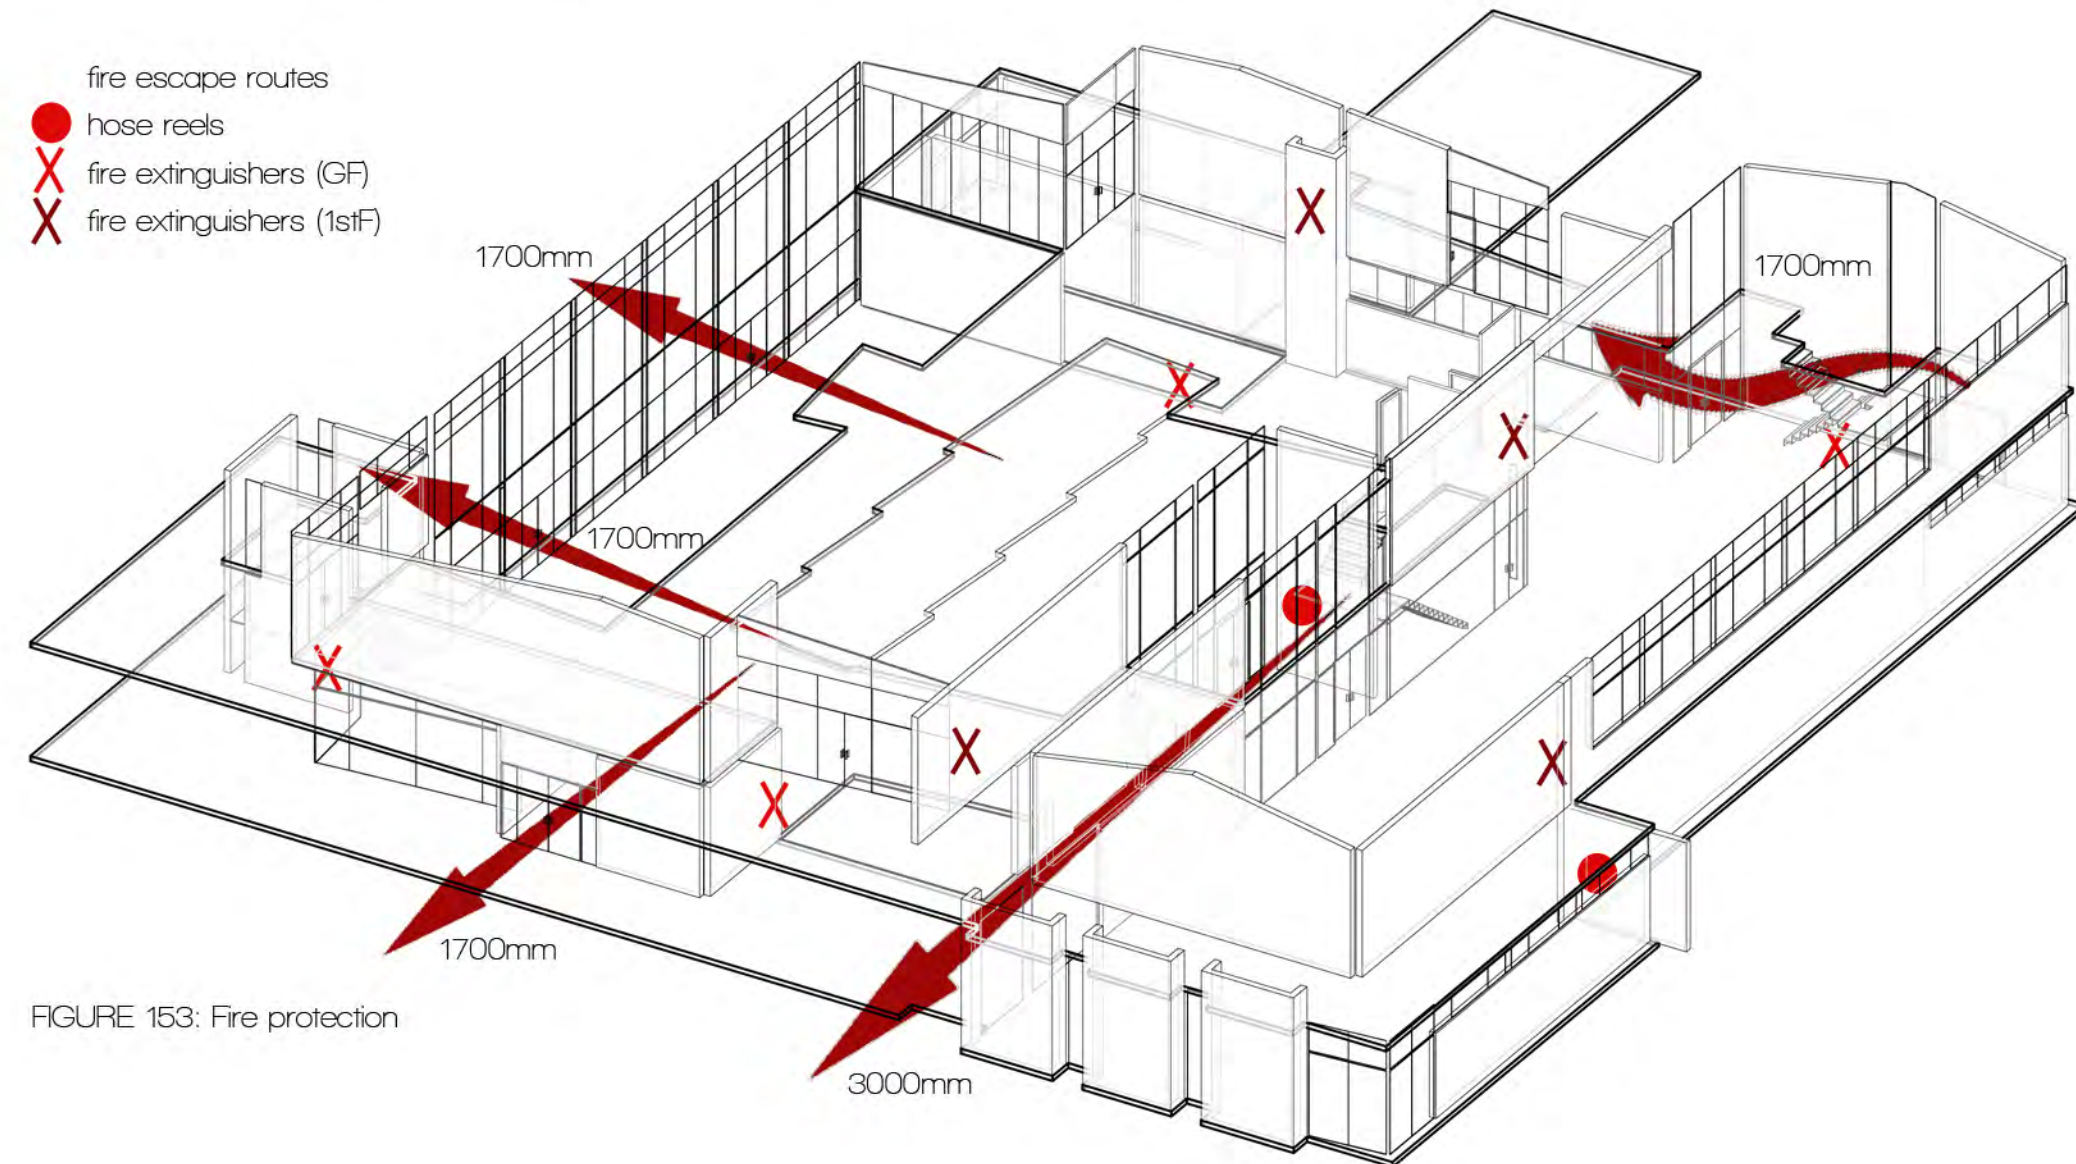 fire escape routes
hose reels
fire extinguishers (GF)
fire extinguishers (1stF)
1700mm
1700mm
1700mm
1700mm
3000mm
FIGURE 153: Fire protection